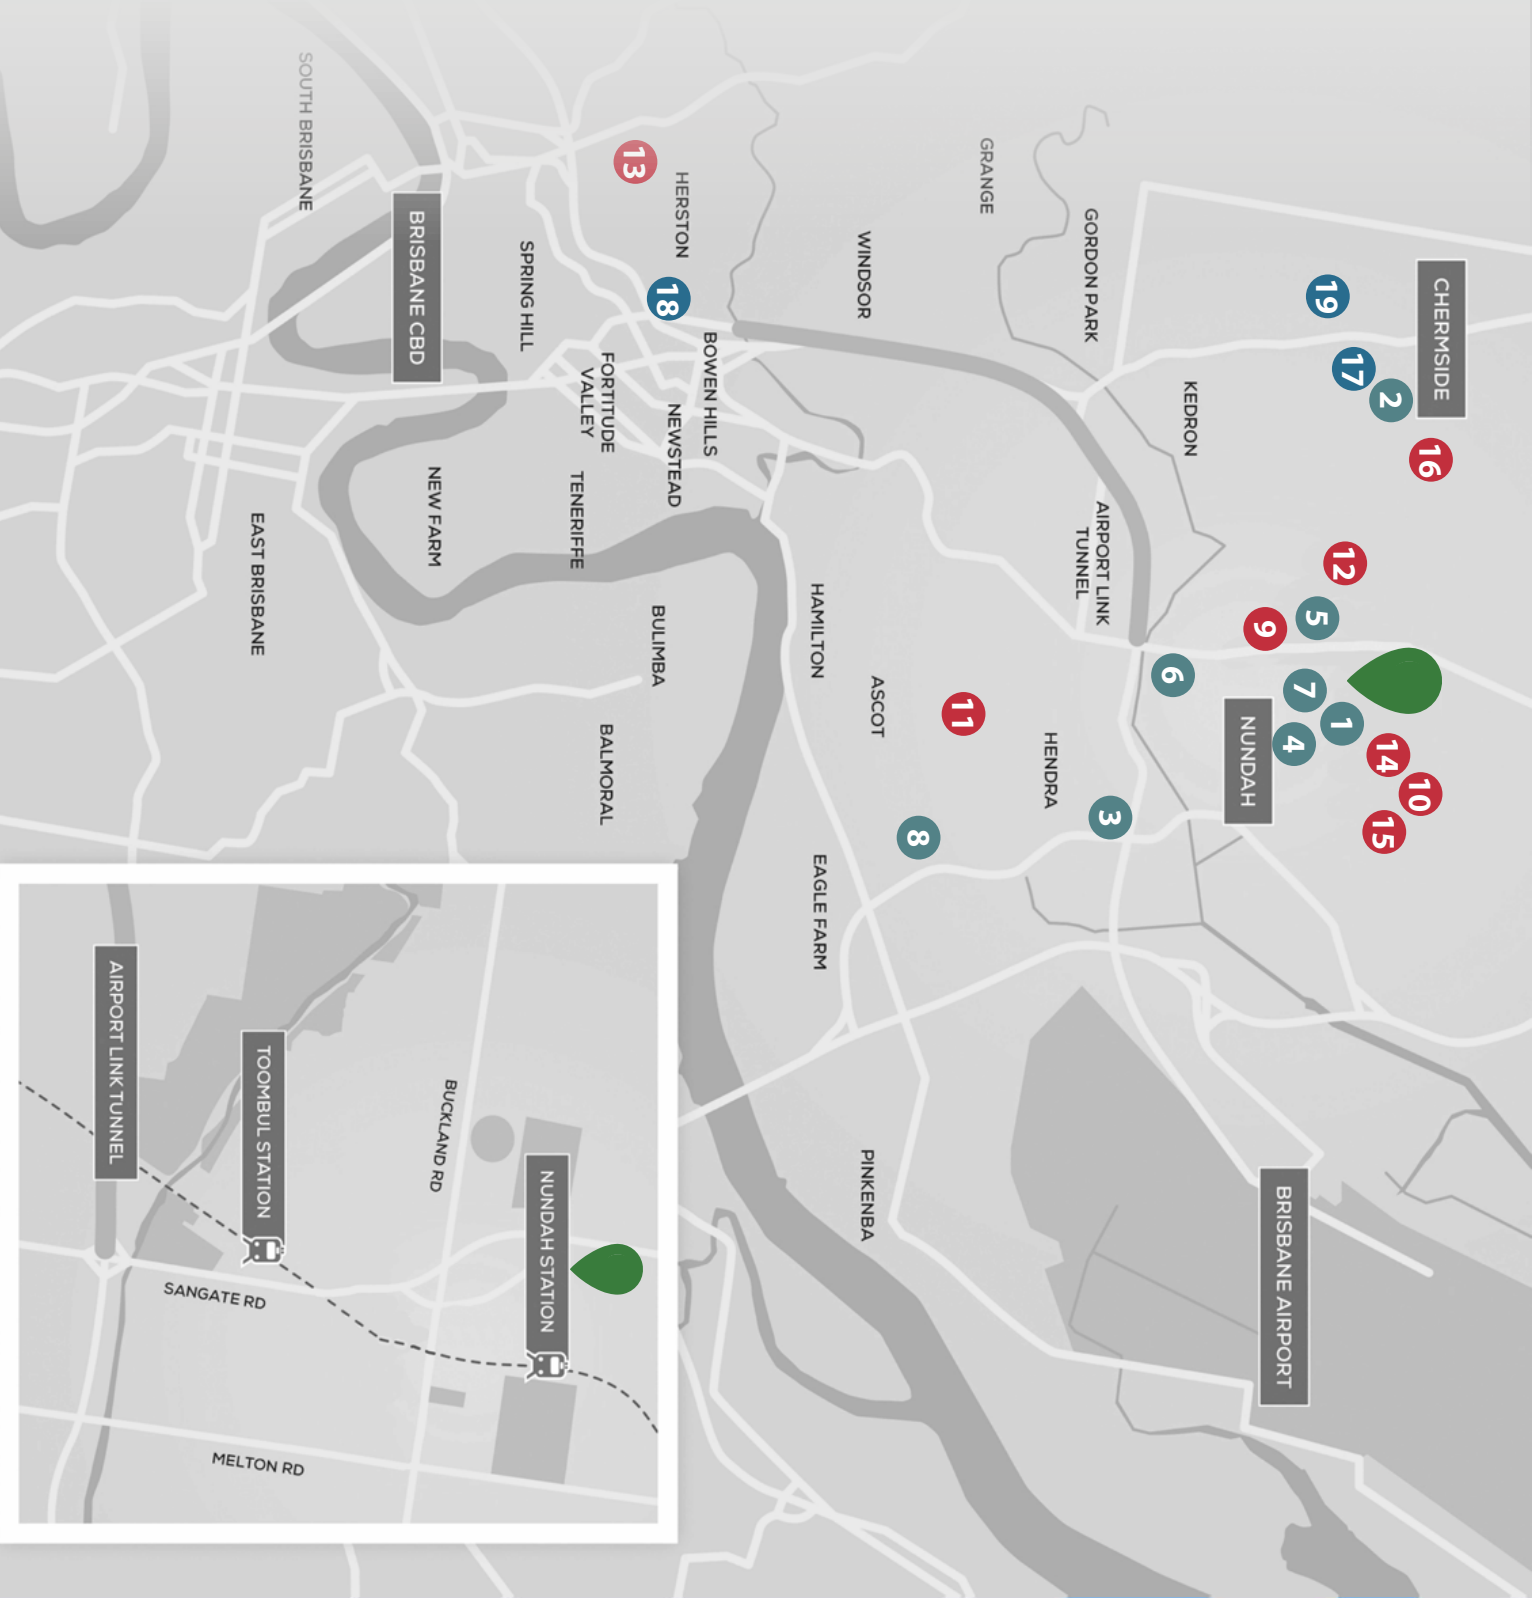 CHERMSIDE
19
17
2
16
12
5
9
7
1
14
10
4
15
NUNDAH
6
BRISBANE AIRPORT
KEDRON
GORDON PARK
AIRPORT LINK
TUNNEL
3
HENDRA
GRANGE
11
8
ASCOT
WINDSOR
HAMILTON
EAGLE FARM
PINKENBA
HERSTON
13
18
BOWEN HILLS
NEWSTEAD
FORTITUDE
VALLEY
TENERIFFE
BULIMBA
BALMORAL
SPRING HILL
BRISBANE CBD
NEW FARM
SOUTH BRISBANE
EAST BRISBANE
NUNDAH STATION
BUCKLAND RD
TOOMBUL STATION
SANGATE RD
MELTON RD
AIRPORT LINK TUNNEL